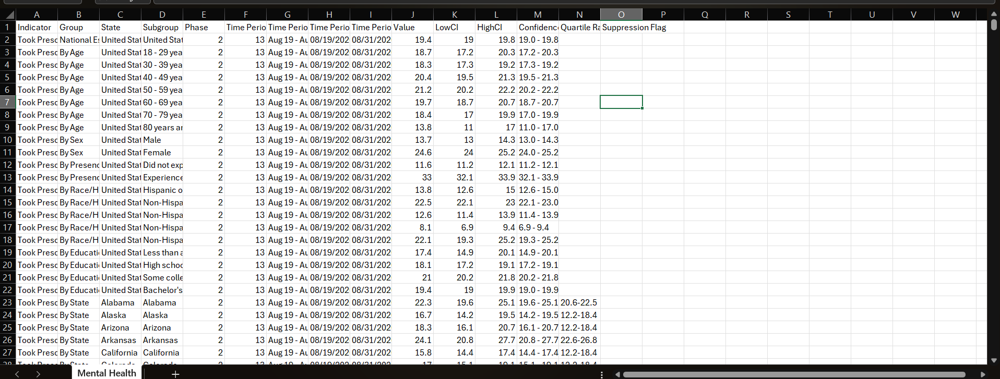 A B C D E F G H I J K L M N O P Q R S T U V W
1 Indicator Group State Subgroup Phase Time Perio Time Perio Time Perio Time Perio Value LowCI HighCI Confidenc Quartile Ra Suppression Flag
2 Took Presc National Es United Stat United Stat 2 13 Aug 19 - Au 08/19/202 08/31/202 19.4 19 19.8 19.0 - 19.8
3 Took Presc By Age United Stat 18 - 29 yea 2 13 Aug 19 - Au 08/19/202 08/31/202 18.7 17.2 20.3 17.2 - 20.3
4 Took Presc By Age United Stat 30 - 39 yea 2 13 Aug 19 - Au 08/19/202 08/31/202 18.3 17.3 19.2 17.3 - 19.2
5 Took Presc By Age United Stat 40 - 49 yea 2 13 Aug 19 - Au 08/19/202 08/31/202 20.4 19.5 21.3 19.5 - 21.3
6 Took Presc By Age United Stat 50 - 59 yea 2 13 Aug 19 - Au 08/19/202 08/31/202 21.2 20.2 22.2 20.2 - 22.2
7 Took Presc By Age United Stat 60 - 69 yea 2 13 Aug 19 - Au 08/19/202 08/31/202 19.7 18.7 20.7 18.7 - 20.7
8 Took Presc By Age United Stat 70 - 79 yea 2 13 Aug 19 - Au 08/19/202 08/31/202 18.4 17 19.9 17.0 - 19.9
9 Took Presc By Age United Stat 80 years ar 2 13 Aug 19 - Au 08/19/202 08/31/202 13.8 11 17 11.0 - 17.0
10 Took Presc By Sex United Stat Male 2 13 Aug 19 - Au 08/19/202 08/31/202 13.7 13 14.3 13.0 - 14.3
11 Took Presc By Sex United Stat Female 2 13 Aug 19 - Au 08/19/202 08/31/202 24.6 24 25.2 24.0 - 25.2
12 Took Presc By Presenc United Stat Did not exp 2 13 Aug 19 - Au 08/19/202 08/31/202 11.6 11.2 12.1 11.2 - 12.1
13 Took Presc By Presenc United Stat Experience 2 13 Aug 19 - Au 08/19/202 08/31/202 33 32.1 33.9 32.1 - 33.9
14 Took Presc By Race/H United Stat Hispanic o 2 13 Aug 19 - Au 08/19/202 08/31/202 13.8 12.6 15 12.6 - 15.0
15 Took Presc By Race/H United Stat Non-Hispa 2 13 Aug 19 - Au 08/19/202 08/31/202 22.5 22.1 23 22.1 - 23.0
16 Took Presc By Race/H United Stat Non-Hispa 2 13 Aug 19 - Au 08/19/202 08/31/202 12.6 11.4 13.9 11.4 - 13.9
17 Took Presc By Race/H United Stat Non-Hispa 2 13 Aug 19 - Au 08/19/202 08/31/202 8.1 6.9 9.4 6.9 - 9.4
18 Took Presc By Race/H United Stat Non-Hispa 2 13 Aug 19 - Au 08/19/202 08/31/202 22.1 19.3 25.2 19.3 - 25.2
19 Took Presc By Educati United Stat Less than a 2 13 Aug 19 - Au 08/19/202 08/31/202 17.4 14.9 20.1 14.9 - 20.1
20 Took Presc By Educati United Stat High schoo 2 13 Aug 19 - Au 08/19/202 08/31/202 18.1 17.2 19.1 17.2 - 19.1
21 Took Presc By Educati United Stat Some colle 2 13 Aug 19 - Au 08/19/202 08/31/202 21 20.2 21.8 20.2 - 21.8
22 Took Presc By Educati United Stat Bachelor's 2 13 Aug 19 - Au 08/19/202 08/31/202 19.4 19 19.9 19.0 - 19.9
23 Took Presc By State Alabama Alabama 2 13 Aug 19 - Au 08/19/202 08/31/202 22.3 19.6 25.1 19.6 - 25.1 20.6-22.5
24 Took Presc By State Alaska Alaska 2 13 Aug 19 - Au 08/19/202 08/31/202 16.7 14.2 19.5 14.2 - 19.5 12.2-18.4
25 Took Presc By State Arizona Arizona 2 13 Aug 19 - Au 08/19/202 08/31/202 18.3 16.1 20.7 16.1 - 20.7 12.2-18.4
26 Took Presc By State Arkansas Arkansas 2 13 Aug 19 - Au 08/19/202 08/31/202 24.1 20.8 27.7 20.8 - 27.7 22.6-26.8
27 Took Presc By State California California 2 13 Aug 19 - Au 08/19/202 08/31/202 15.8 14.4 17.4 14.4 - 17.4 12.2-18.4
Mental Health